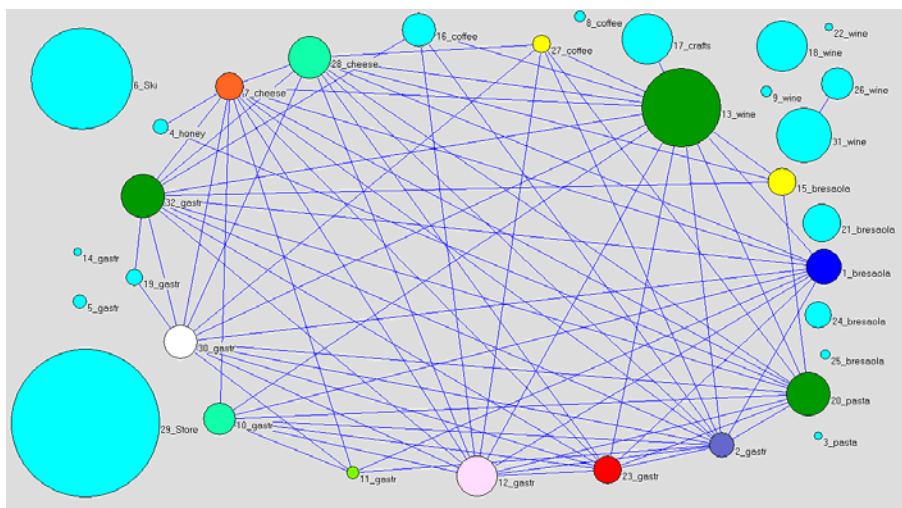 8_coffee
22_wine
16_coffee
17_crafts
27_coffee
18_wine
28_cheese
6_Ski
26_wine
7_cheese
9_wine
13_wine
4_honey
31_wine
15_bresaola
32_gastr
21_bresaola
14_gastr
1_bresaola
19_gastr
5_gastr
24_bresaola
30_gastr
25_bresaola
20_pasta
10_gastr
29_Store
3_pasta
2_gastr
11_gastr
12_gastr
23_gastr